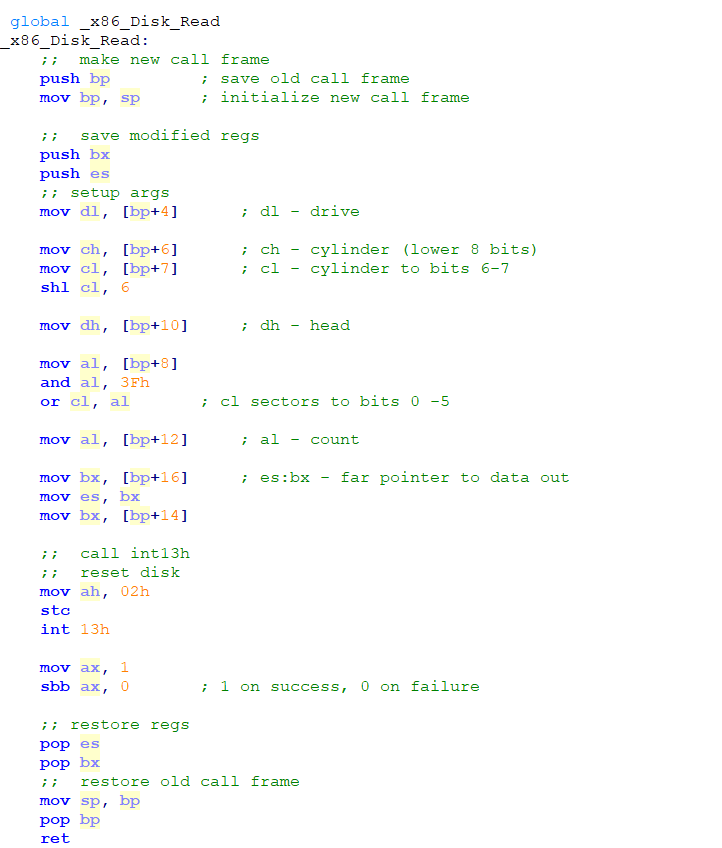 global _x86_Disk_Read
_x86_Disk_Read:
    ;;  make new call frame
    push bp         ; save old call frame
    mov bp, sp      ; initialize new call frame

    ;;  save modified regs
    push bx
    push es
    ;; setup args
    mov dl, [bp+4]      ; dl - drive

    mov ch, [bp+6]      ; ch - cylinder (lower 8 bits)
    mov cl, [bp+7]      ; cl - cylinder to bits 6-7
    shl cl, 6

    mov dh, [bp+10]     ; dh - head

    mov al, [bp+8]
    and al, 3Fh
    or cl, al       ; cl sectors to bits 0 -5

    mov al, [bp+12]     ; al - count

    mov bx, [bp+16]     ; es:bx - far pointer to data out
    mov es, bx
    mov bx, [bp+14]

    ;;  call int13h
    ;;  reset disk
    mov ah, 02h
    stc
    int 13h

    mov ax, 1
    sbb ax, 0       ; 1 on success, 0 on failure

    ;; restore regs
    pop es
    pop bx
    ;;  restore old call frame
    mov sp, bp
    pop bp
    ret